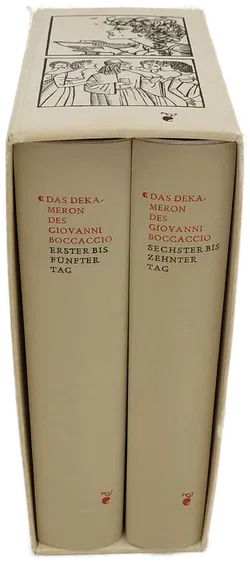 DAS DEKA,
MERON
DES
GIOVANNI
BOCCACCIO
ERSTER BIS
FÜNFTER
TAG
DAS DEKA,
MERON
DES
GIOVANNI
BOCCACCIO
SECHSTER BIS
ZEHNTER
TAG